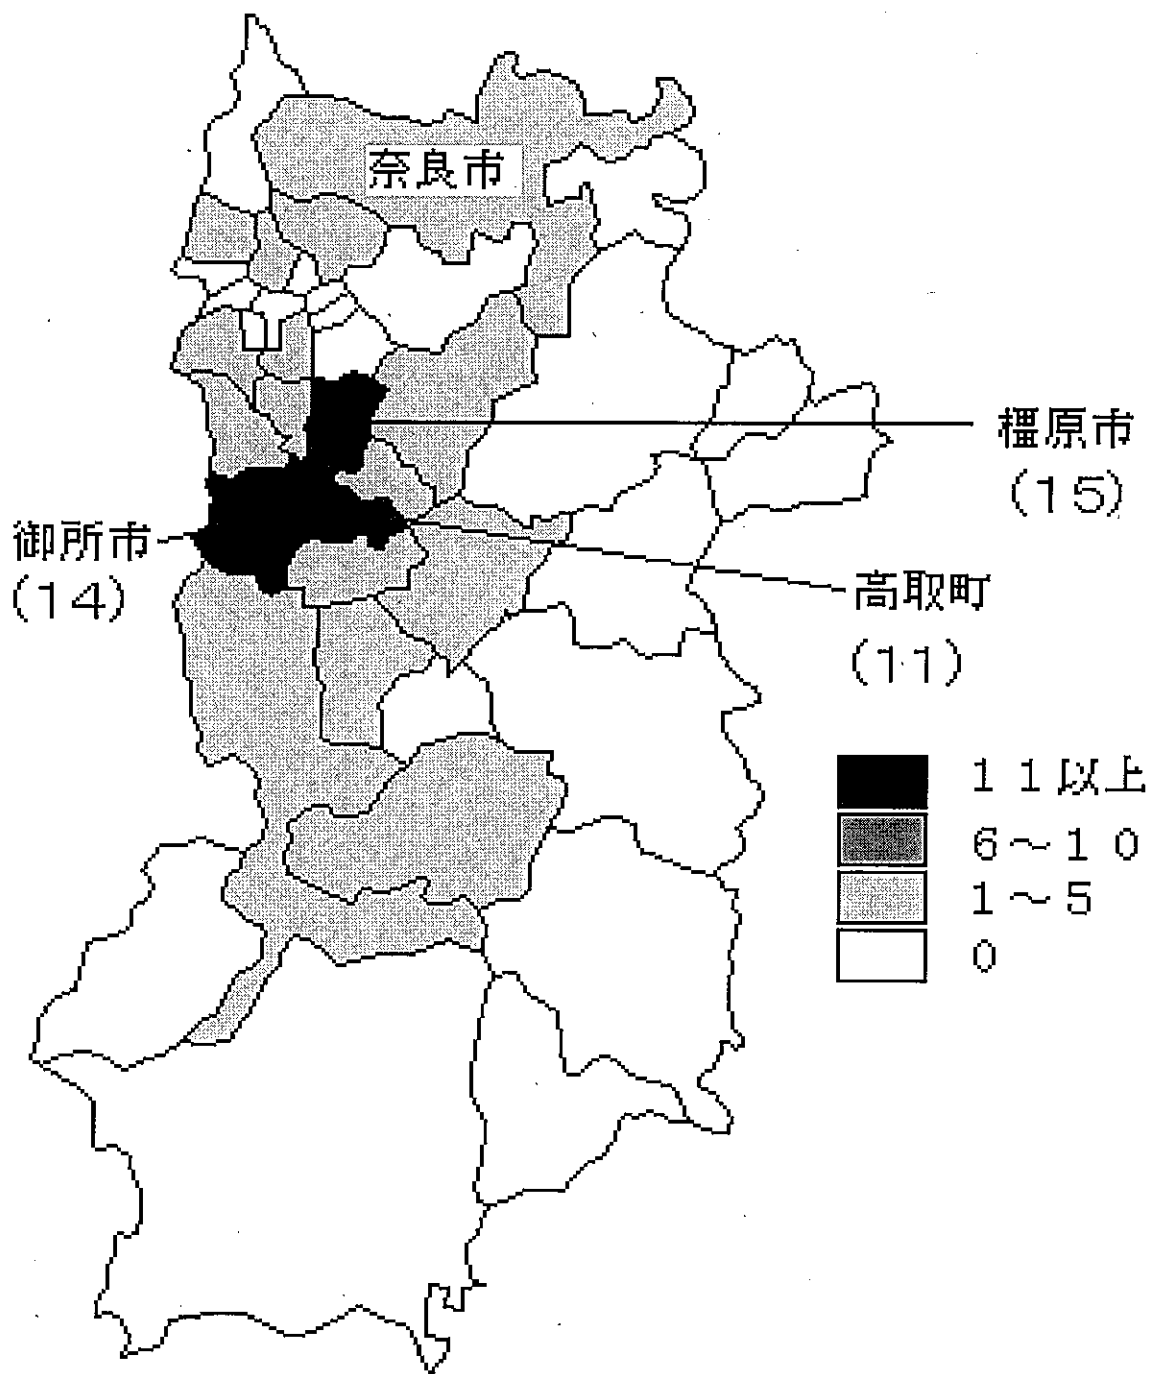 奈良市
橿原市
(15)
御所市
(14)
高取町
(11)
１１以上
６～１０
１～５
０